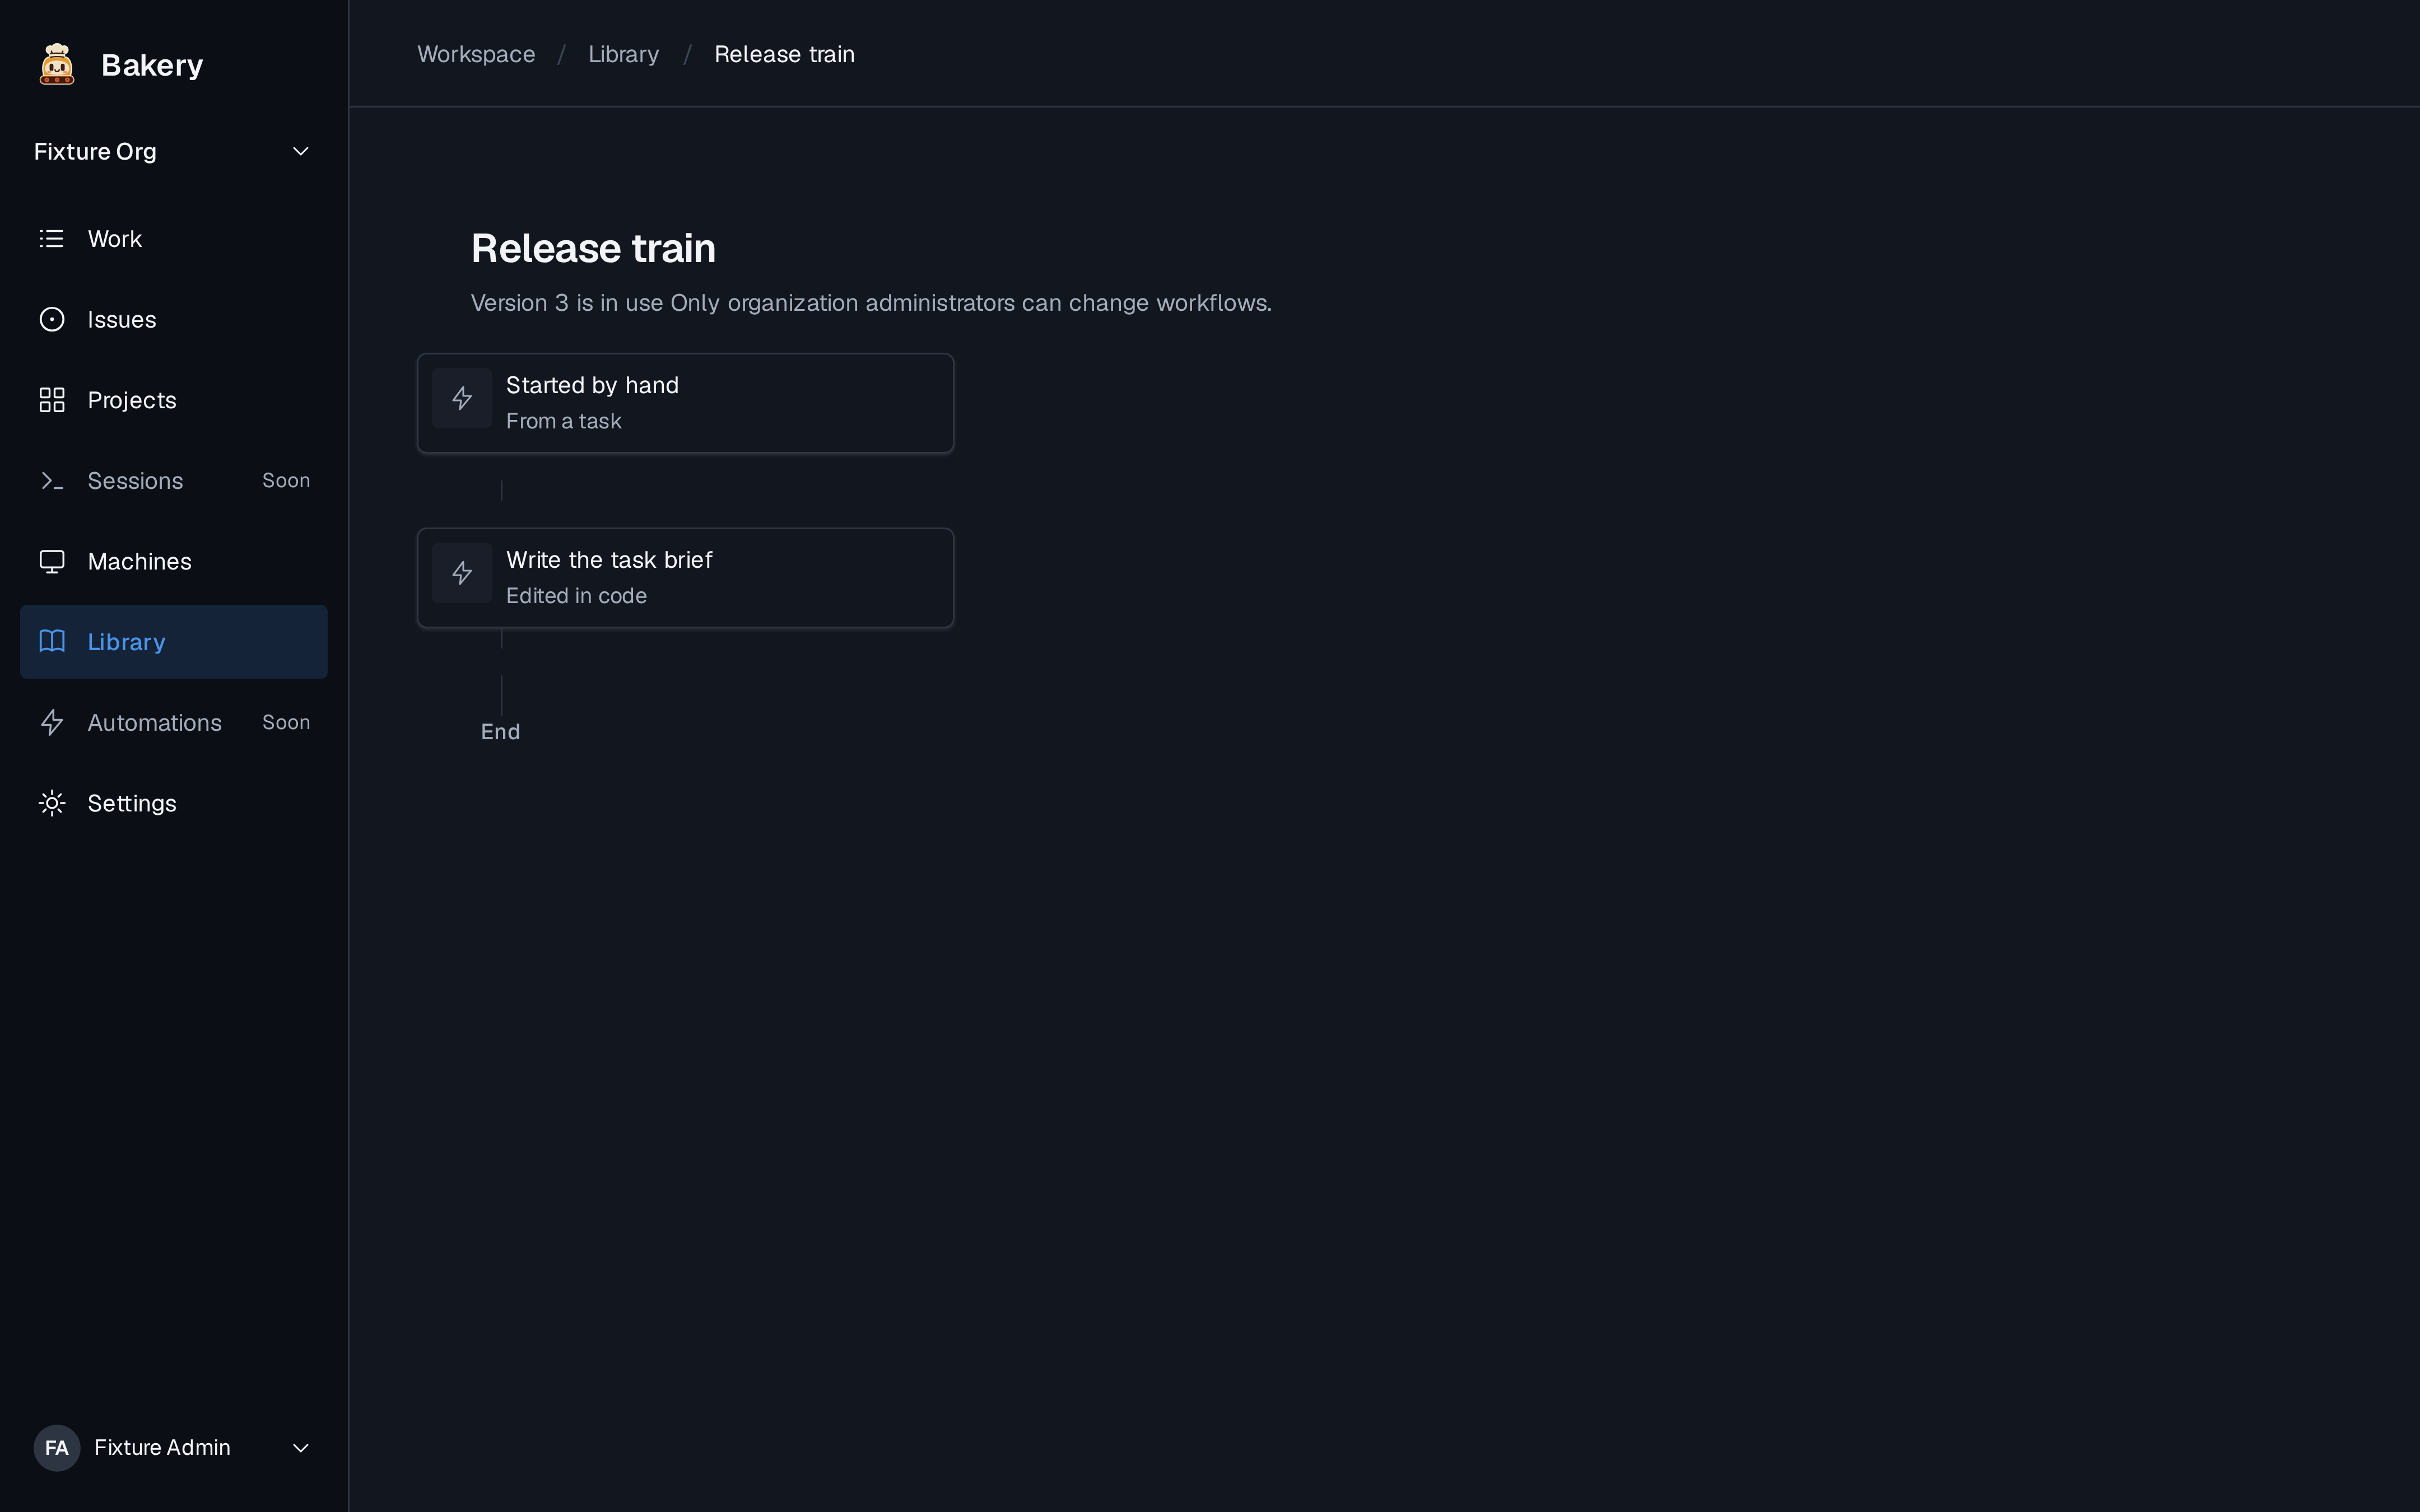 Bakery
Fixture Org
Work
Issues
Projects
Sessions Soon
Machines
Library
Automations Soon
Settings
FA Fixture Admin
Workspace / Library / Release train
Release train
Version 3 is in use Only organization administrators can change workflows.
Started by hand
From a task
Write the task brief
Edited in code
End